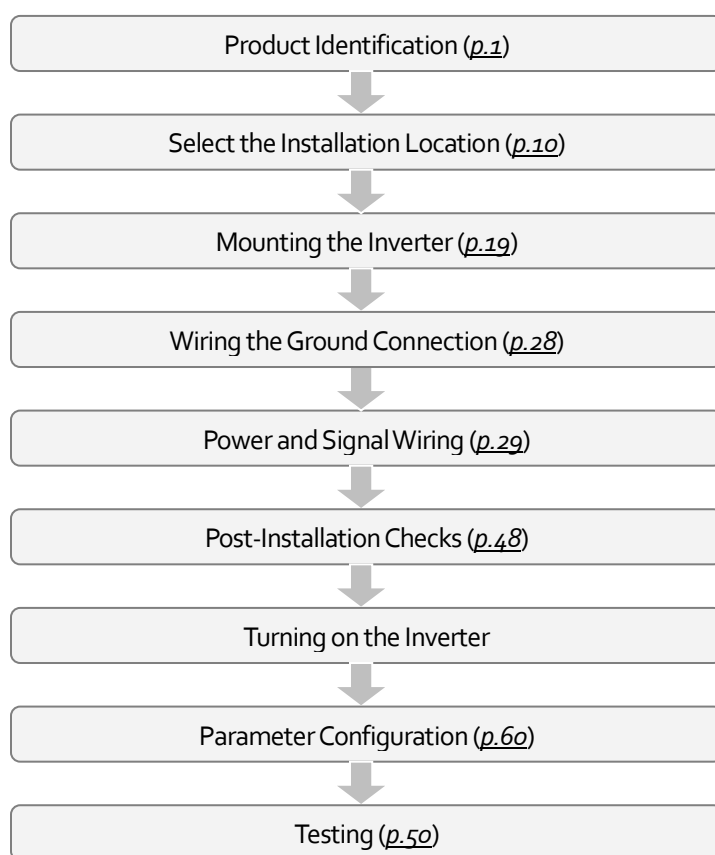 Product Identification (p.1)
Select the Installation Location (p.10)
Mounting the Inverter (p.19)
Wiring the Ground Connection (p.28)
Power and Signal Wiring (p.29)
Post-Installation Checks (p.48)
Turning on the Inverter
Parameter Configuration (p.60)
Testing (p.50)